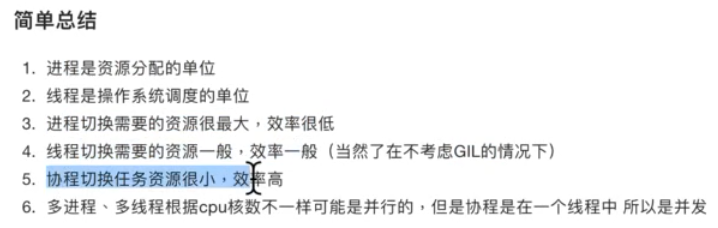 简单总结
1. 进程是资源分配的单位
2. 线程是操作系统调度的单位
3. 进程切换需要的资源很最大，效率很低
4. 线程切换需要的资源一般，效率一般（当然了在不考虑GIL的情况下）
5. 协程切换任务资源很小，效率高
6. 多进程、多线程根据cpu核数不一样可能是并行的，但是协程是在一个线程中 所以是并发